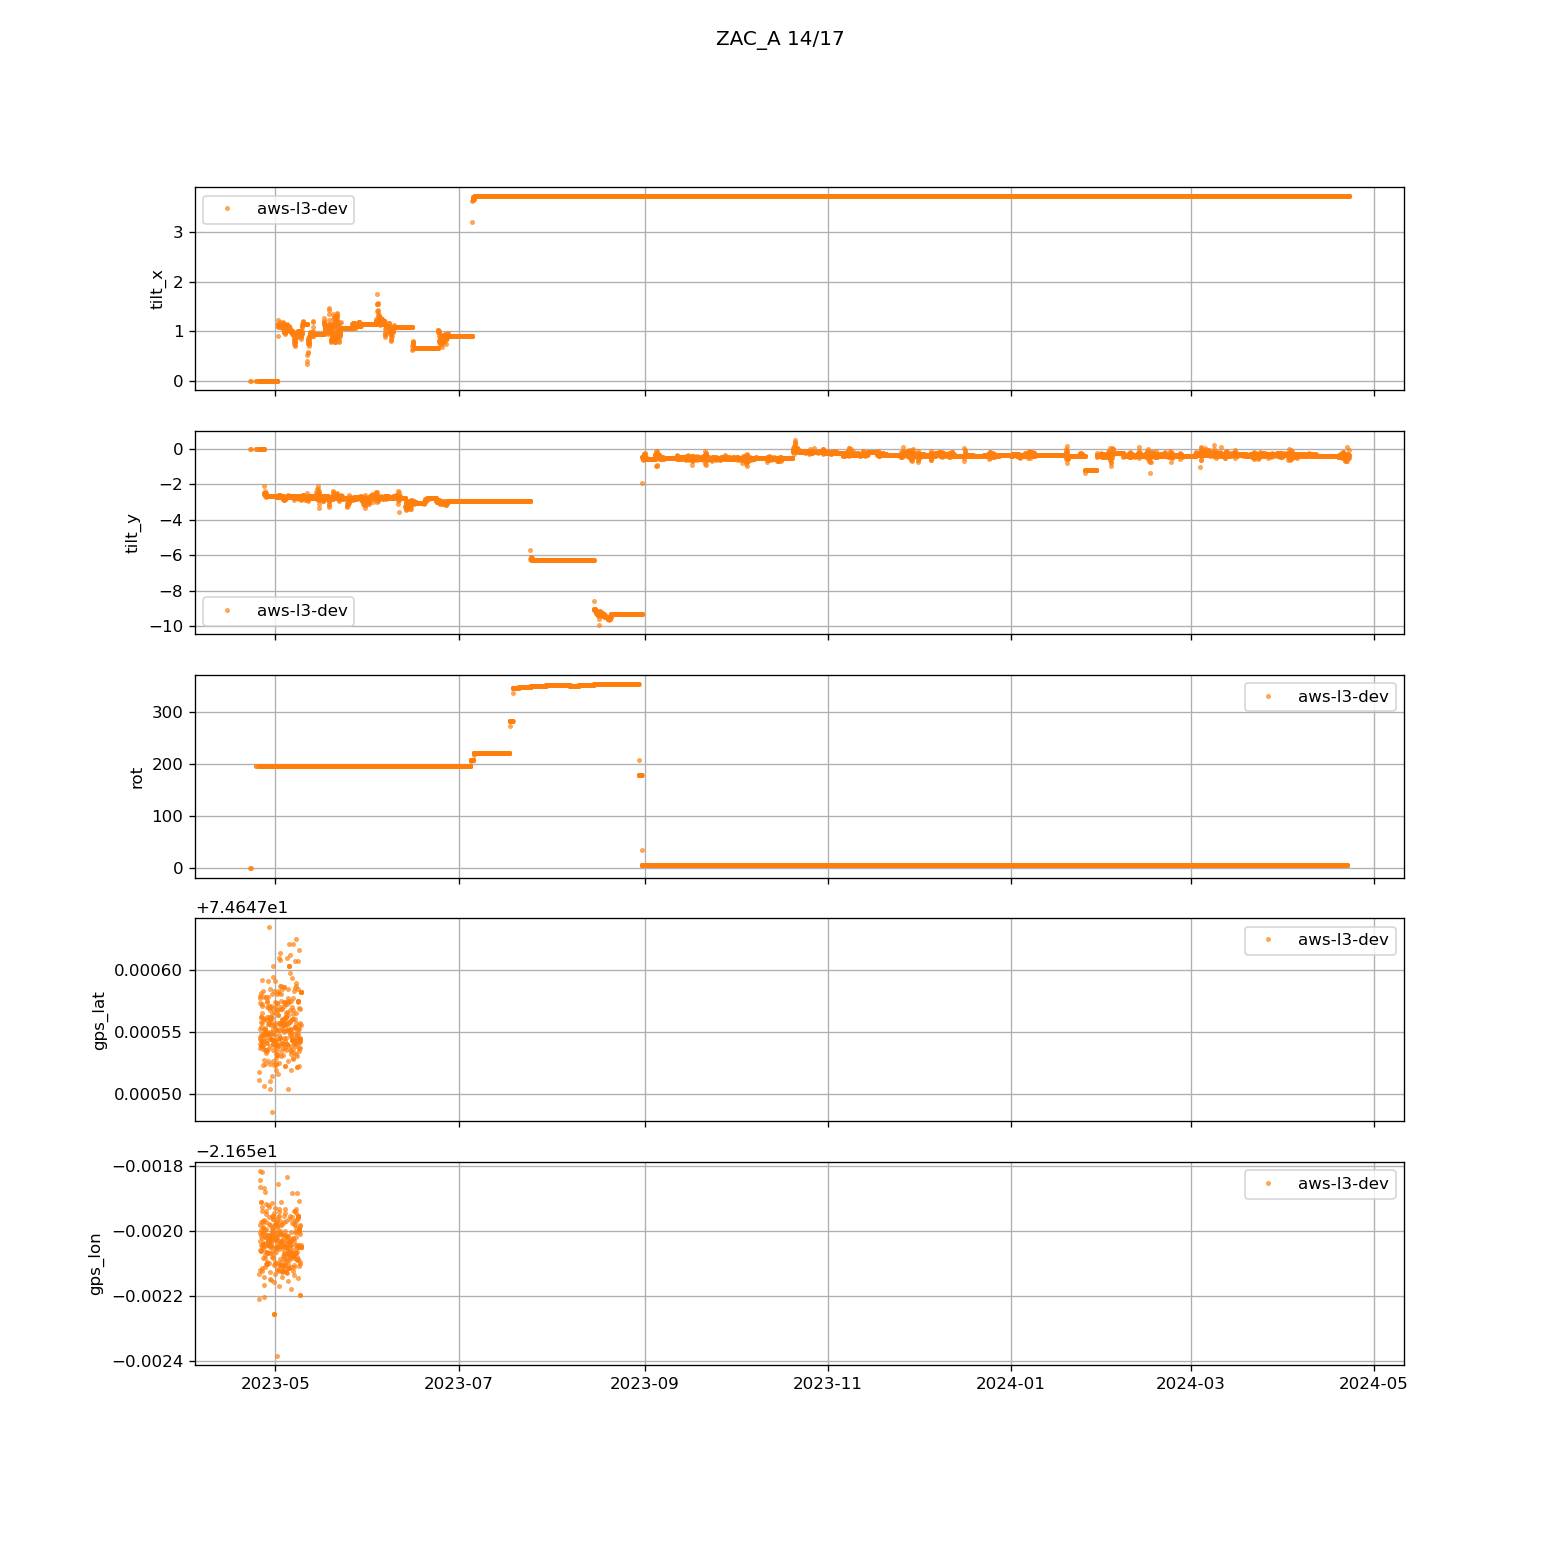 ZAC_A 14/17
aws-l3-dev
3
2
1
0
tilt_x
0
−2
−4
−6
−8
−10
tilt_y
aws-l3-dev
aws-l3-dev
300
200
100
0
rot
+7.4647e1
aws-l3-dev
0.00060
0.00055
0.00050
gps_lat
−2.165e1
aws-l3-dev
−0.0018
−0.0020
−0.0022
−0.0024
gps_lon
2023-05 2023-07 2023-09 2023-11 2024-01 2024-03 2024-05